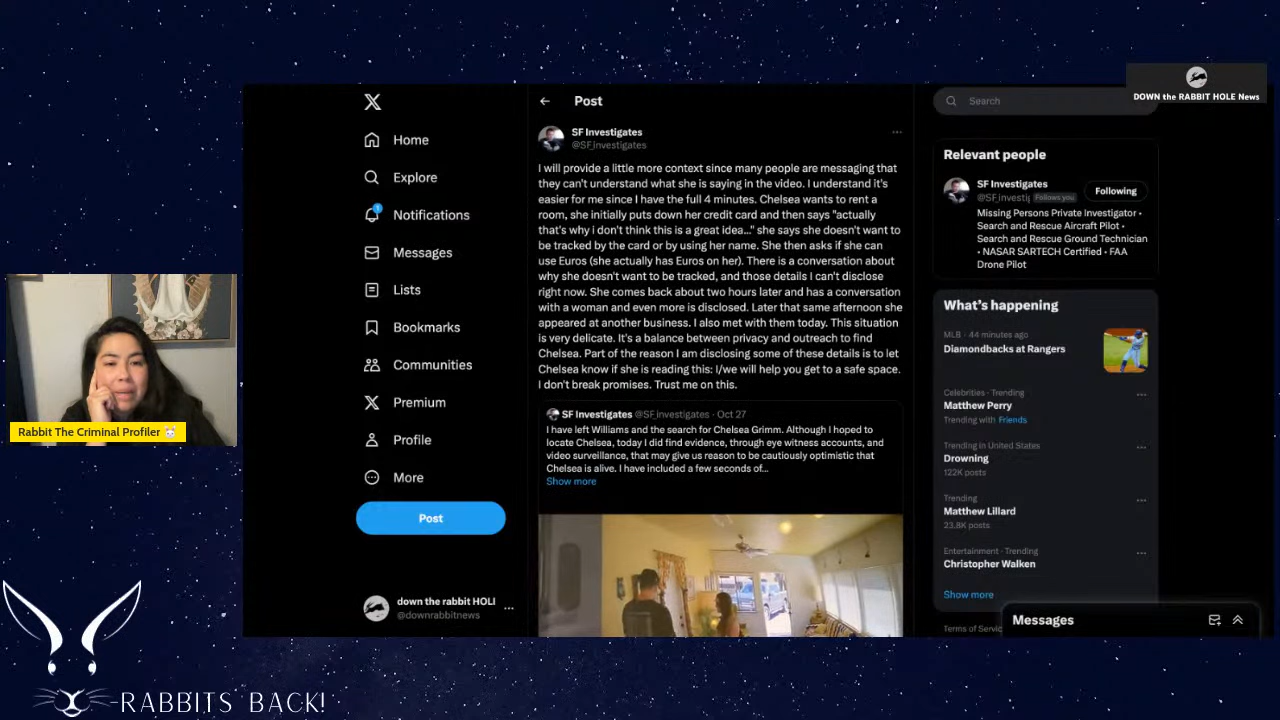 DOWN the RABBIT HOLE News
Home
Explore
1
Notifications
Messages
Lists
Bookmarks
Communities
Premium
Profile
More
Post
down the rabbit HOLI
@downrabbitnews
Post
SF Investigates
@SF_Investigates
I will provide a little more context since many people are messaging that
they can't understand what she is saying in the video. I understand it's
easier for me since I have the full 4 minutes. Chelsea wants to rent a
room, she initially puts down her credit card and then says "actually
that's why i don't think this is a great idea..." she says she doesn't want to
be tracked by the card or by using her name. She then asks if she can
use Euros (she actually has Euros on her). There is a conversation about
why she doesn't want to be tracked, and those details I can't disclose
right now. She comes back about two hours later and has a conversation
with a woman and even more is disclosed. Later that same afternoon she
appeared at another business. I also met with them today. This situation
is very delicate. It's a balance between privacy and outreach to find
Chelsea. Part of the reason I am disclosing some of these details is to let
Chelsea know if she is reading this: I/we will help you get to a safe space.
I don't break promises. Trust me on this.
SF Investigates @SF_Investigates · Oct 27
I have left Williams and the search for Chelsea Grimm. Although I hoped to
locate Chelsea, today I did find evidence, through eye witness accounts, and
video surveillance, that may give us reason to be cautiously optimistic that
Chelsea is alive. I have included a few seconds of...
Show more
Search
Relevant people
SF Investigates
@SF_Investig Follows you
Following
Missing Persons Private Investigator •
Search and Rescue Aircraft Pilot •
Search and Rescue Ground Technician
• NASAR SARTECH Certified • FAA
Drone Pilot
What's happening
MLB · 44 minutes ago
Diamondbacks at Rangers
Celebrities · Trending
Matthew Perry
Trending with Friends
Trending in United States
Drowning
122K posts
Trending
Matthew Lillard
23.8K posts
Entertainment · Trending
Christopher Walken
Show more
Terms of Servic
Messages
Rabbit The Criminal Profiler
RABBITS BACK!